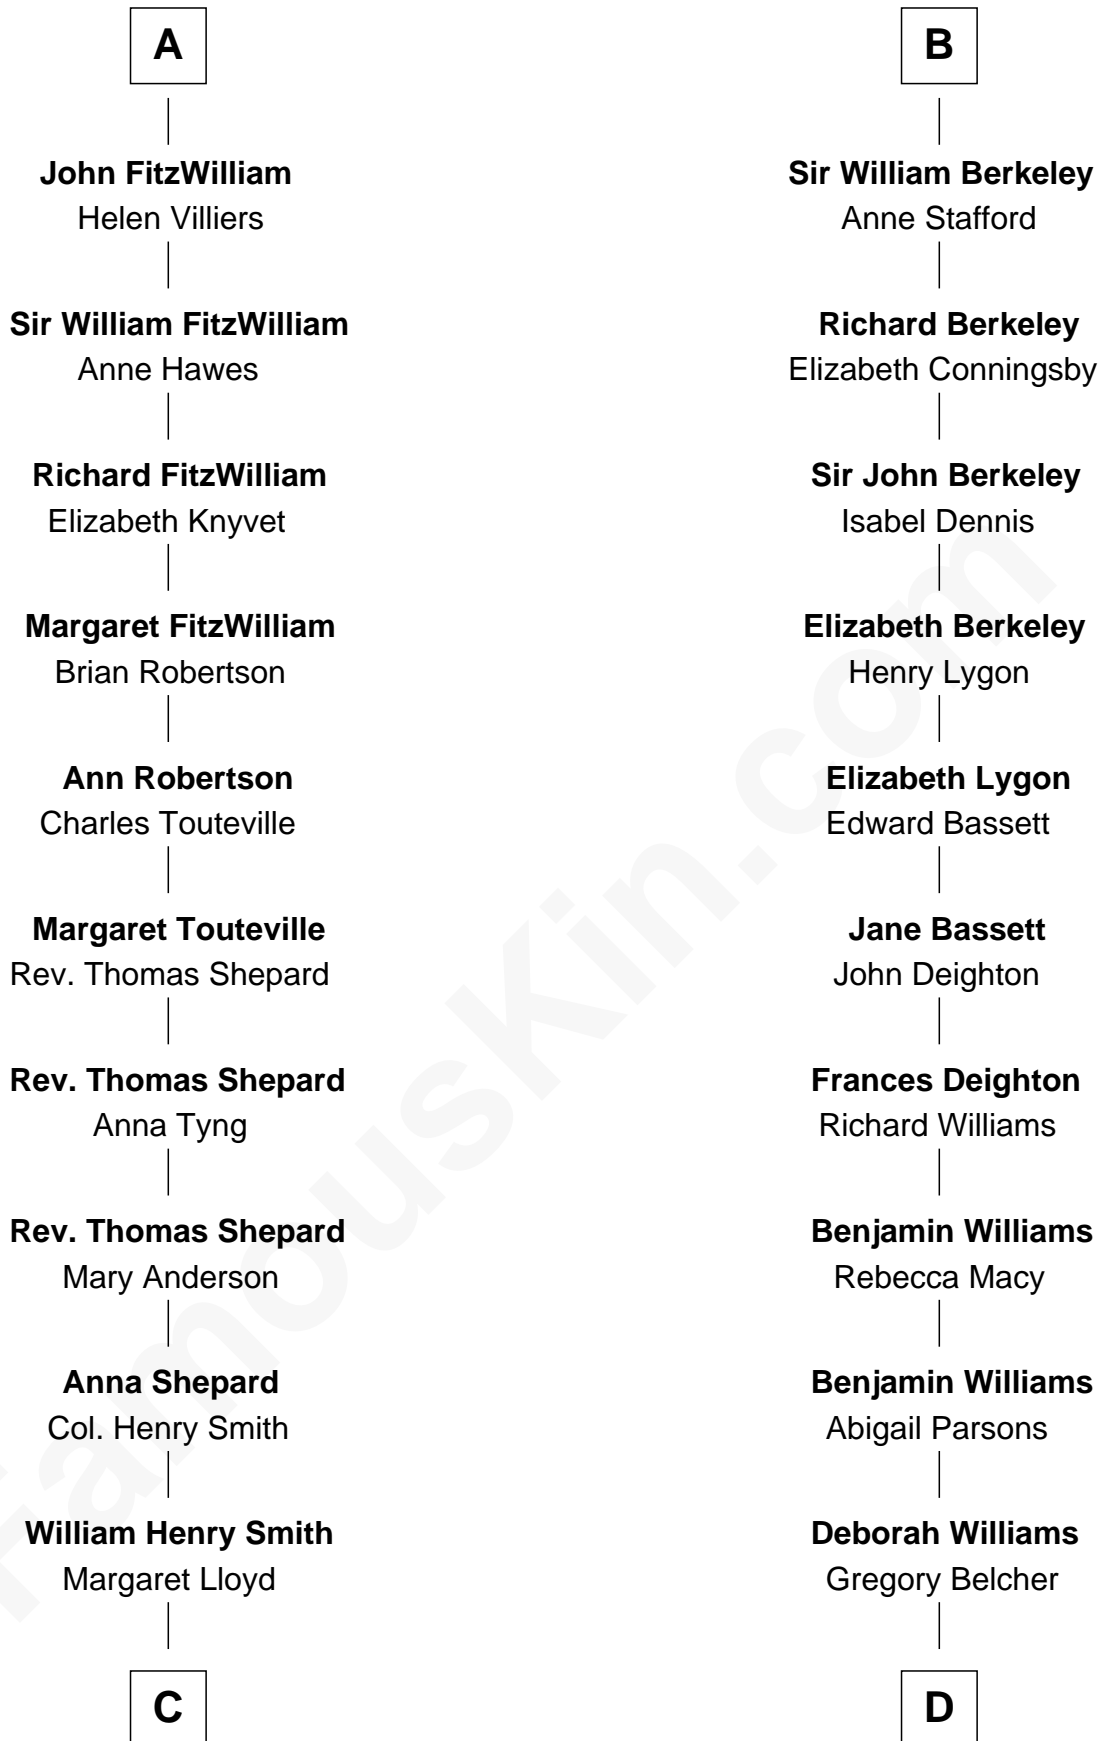 A
John FitzWilliam
Helen Villiers
Sir William FitzWilliam
Anne Hawes
Richard FitzWilliam
Elizabeth Knyvet
Margaret FitzWilliam
Brian Robertson
Ann Robertson
Charles Touteville
Margaret Touteville
Rev. Thomas Shepard
Rev. Thomas Shepard
Anna Tyng
Rev. Thomas Shepard
Mary Anderson
Anna Shepard
Col. Henry Smith
William Henry Smith
Margaret Lloyd
C
B
Sir William Berkeley
Anne Stafford
Richard Berkeley
Elizabeth Conningsby
Sir John Berkeley
Isabel Dennis
Elizabeth Berkeley
Henry Lygon
Elizabeth Lygon
Edward Bassett
Jane Bassett
John Deighton
Frances Deighton
Richard Williams
Benjamin Williams
Rebecca Macy
Benjamin Williams
Abigail Parsons
Deborah Williams
Gregory Belcher
D
FamousKin.com